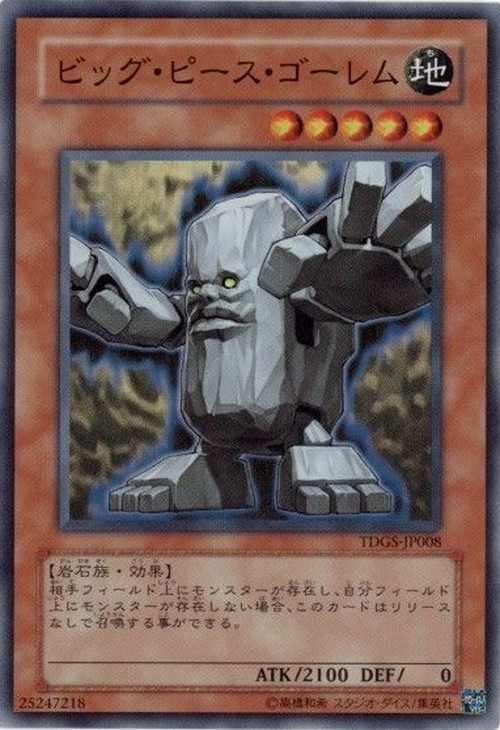 ビッグ・ピース・ゴーレム
地
TDGS-JP008
【岩石族・効果】
相手フィールド上にモンスターが存在し、自分フィールド
上にモンスターが存在しない場合、このカードはリリース
なしで召喚する事ができる。
ATK/2100 DEF/ 0
25247218 ©高橋和希 スタジオ・ダイス/集英社